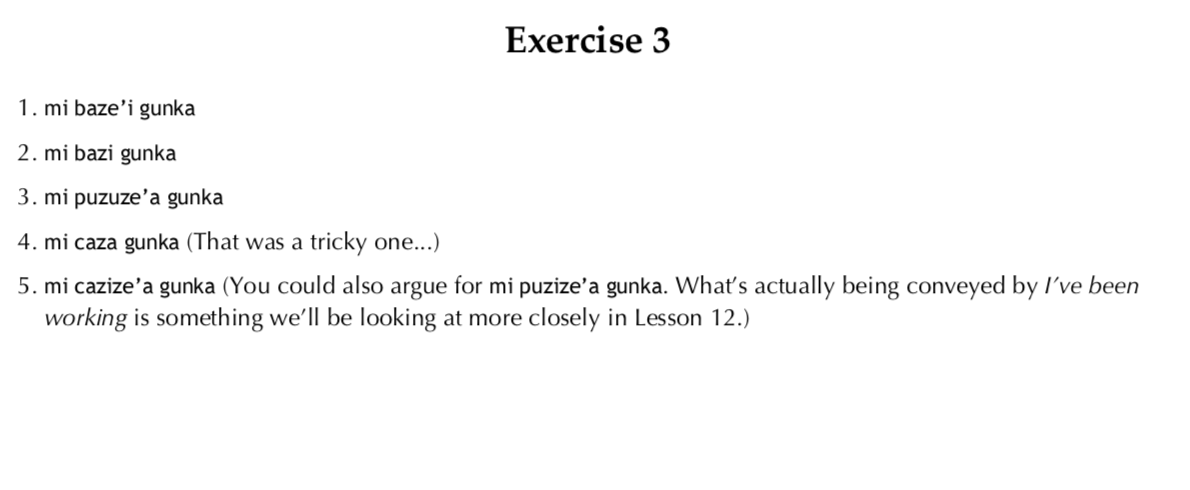 Exercise 3
1. mi baze’i gunka
2. mi bazi gunka
3. mi puzuze’a gunka
4. mi caza gunka (That was a tricky one...)
5. mi cazize’a gunka (You could also argue for mi puzize’a gunka. What’s actually being conveyed by I’ve been
working is something we’ll be looking at more closely in Lesson 12.)